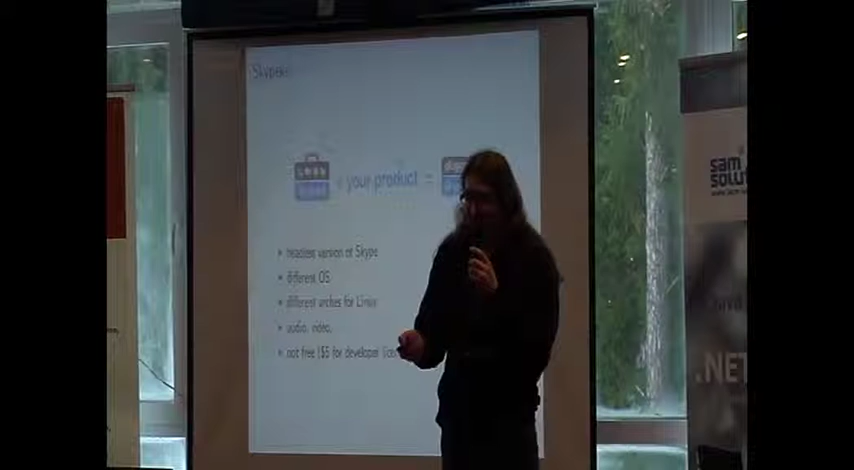 Skypekit
+ your product =
headless version of Skype
different OS
different arches for Linux
audio, video,
not free ($5 for developer
sam
solu
.NET